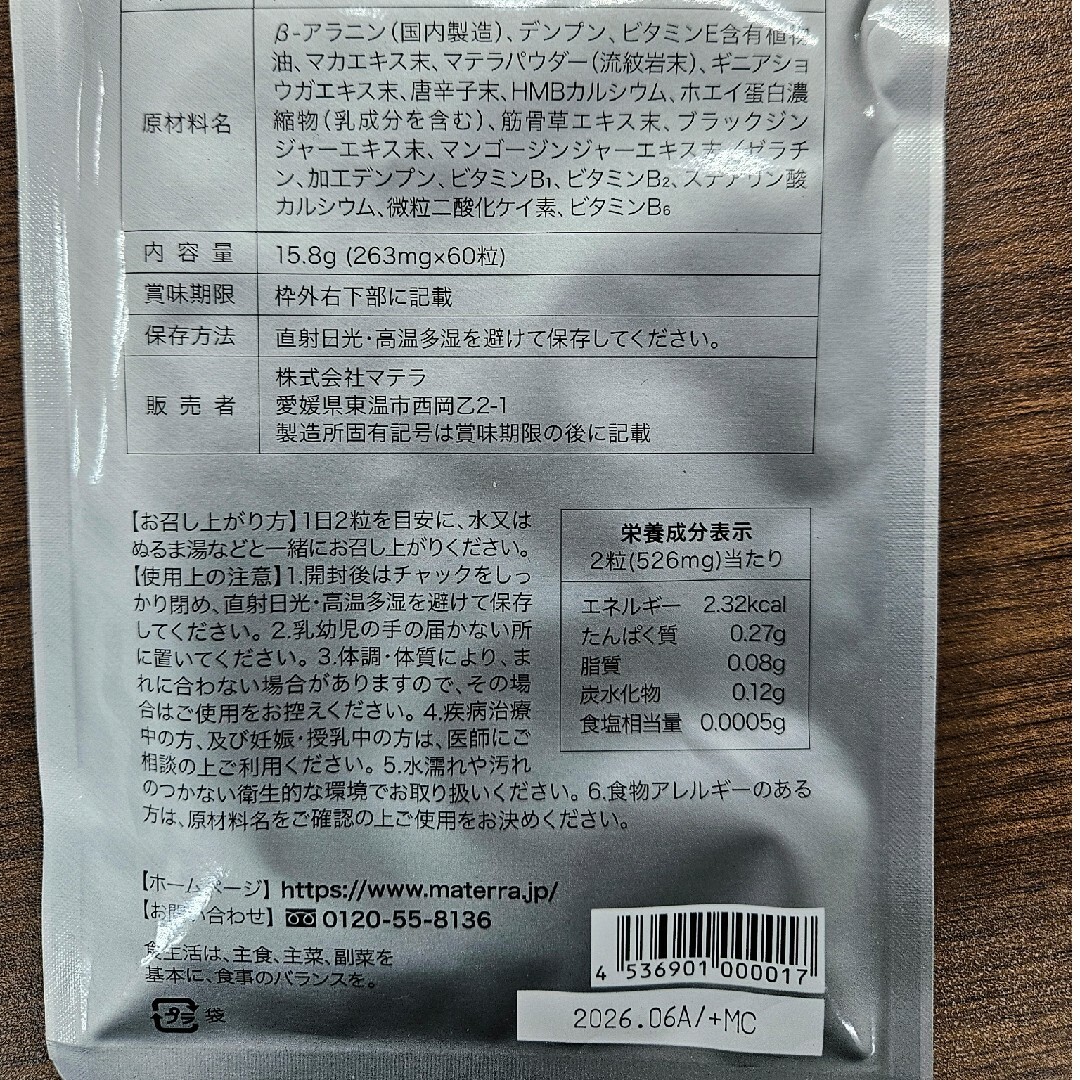 原材料名
β-アラニン（国内製造）、デンプン、ビタミンE含有植物
油、マカエキス末、マテラパウダー（流紋岩末）、ギニアショ
ウガエキス末、唐辛子末、HMBカルシウム、ホエイ蛋白濃
縮物（乳成分を含む）、筋骨草エキス末、ブラックジン
ジャーエキス末、マンゴージンジャーエキス末／ゼラチ
ン、加工デンプン、ビタミンB₁、ビタミンB₂、ステアリン酸
カルシウム、微粒二酸化ケイ素、ビタミンB₆
内容量 15.8g (263mg×60粒)
賞味期限 枠外右下部に記載
保存方法 直射日光・高温多湿を避けて保存してください。
販売者
株式会社マテラ
愛媛県東温市西岡乙2-1
製造所固有記号は賞味期限の後に記載
【お召し上がり方】1日2粒を目安に、水又は
ぬるま湯などと一緒にお召し上がりください。
【使用上の注意】1.開封後はチャックをしっ
かり閉め、直射日光・高温多湿を避けて保存
してください。2.乳幼児の手の届かない所
に置いてください。3.体調・体質により、ま
れに合わない場合がありますので、その場
合はご使用をお控えください。4.疾病治療
中の方、及び妊娠・授乳中の方は、医師にご
相談の上ご利用ください。5.水濡れや汚れ
のつかない衛生的な環境でお取り扱いください。6.食物アレルギーのある
方は、原材料名をご確認の上ご使用をお決めください。
栄養成分表示
2粒(526mg)当たり
エネルギー 2.32kcal
たんぱく質 0.27g
脂質 0.08g
炭水化物 0.12g
食塩相当量 0.0005g
【ホームページ】https://www.materra.jp/
【お問い合わせ】0120-55-8136
食生活は、主食、主菜、副菜を
基本に、食事のバランスを。
プラ 袋
4 536901 000017
2026.06A/+MC